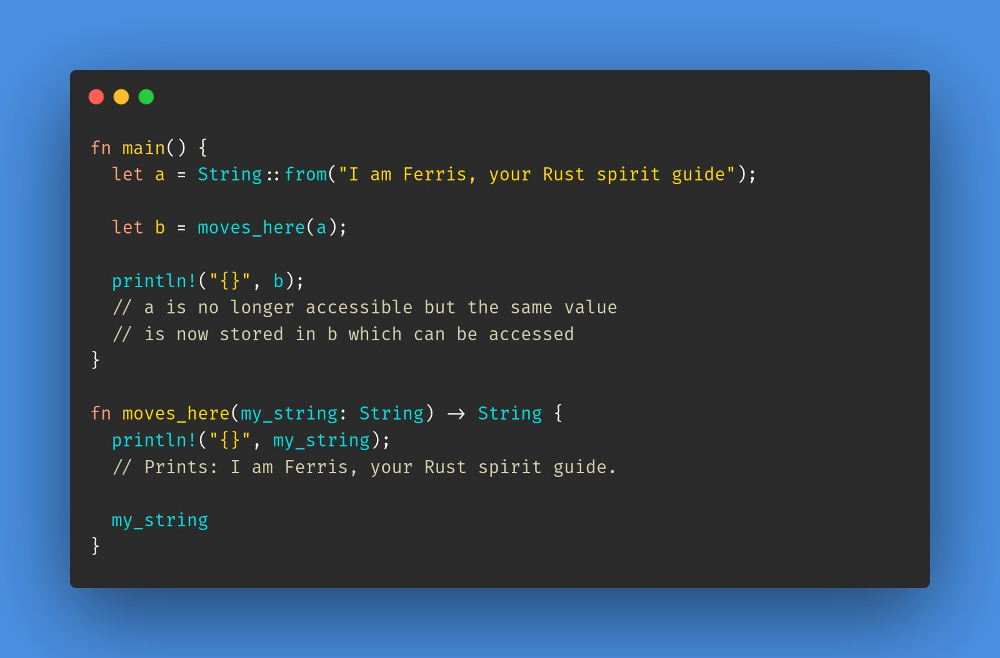 fn main() {
  let a = String::from("I am Ferris, your Rust spirit guide");

  let b = moves_here(a);

  println!("{}", b);
  // a is no longer accessible but the same value
  // is now stored in b which can be accessed
}

fn moves_here(my_string: String) -> String {
  println!("{}", my_string);
  // Prints: I am Ferris, your Rust spirit guide.

  my_string
}